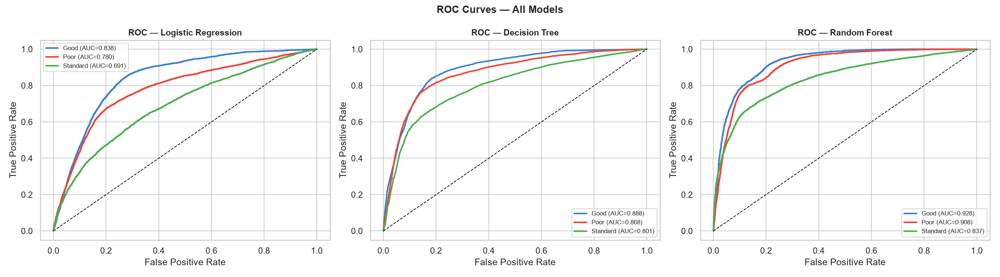 ROC Curves — All Models
ROC — Logistic Regression
1.0
0.8
0.6
0.4
0.2
0.0
True Positive Rate
Good (AUC=0.838)
Poor (AUC=0.780)
Standard (AUC=0.691)
0.0 0.2 0.4 0.6 0.8 1.0
False Positive Rate
ROC — Decision Tree
1.0
0.8
0.6
0.4
0.2
0.0
True Positive Rate
Good (AUC=0.888)
Poor (AUC=0.868)
Standard (AUC=0.801)
0.0 0.2 0.4 0.6 0.8 1.0
False Positive Rate
ROC — Random Forest
1.0
0.8
0.6
0.4
0.2
0.0
True Positive Rate
Good (AUC=0.928)
Poor (AUC=0.908)
Standard (AUC=0.837)
0.0 0.2 0.4 0.6 0.8 1.0
False Positive Rate